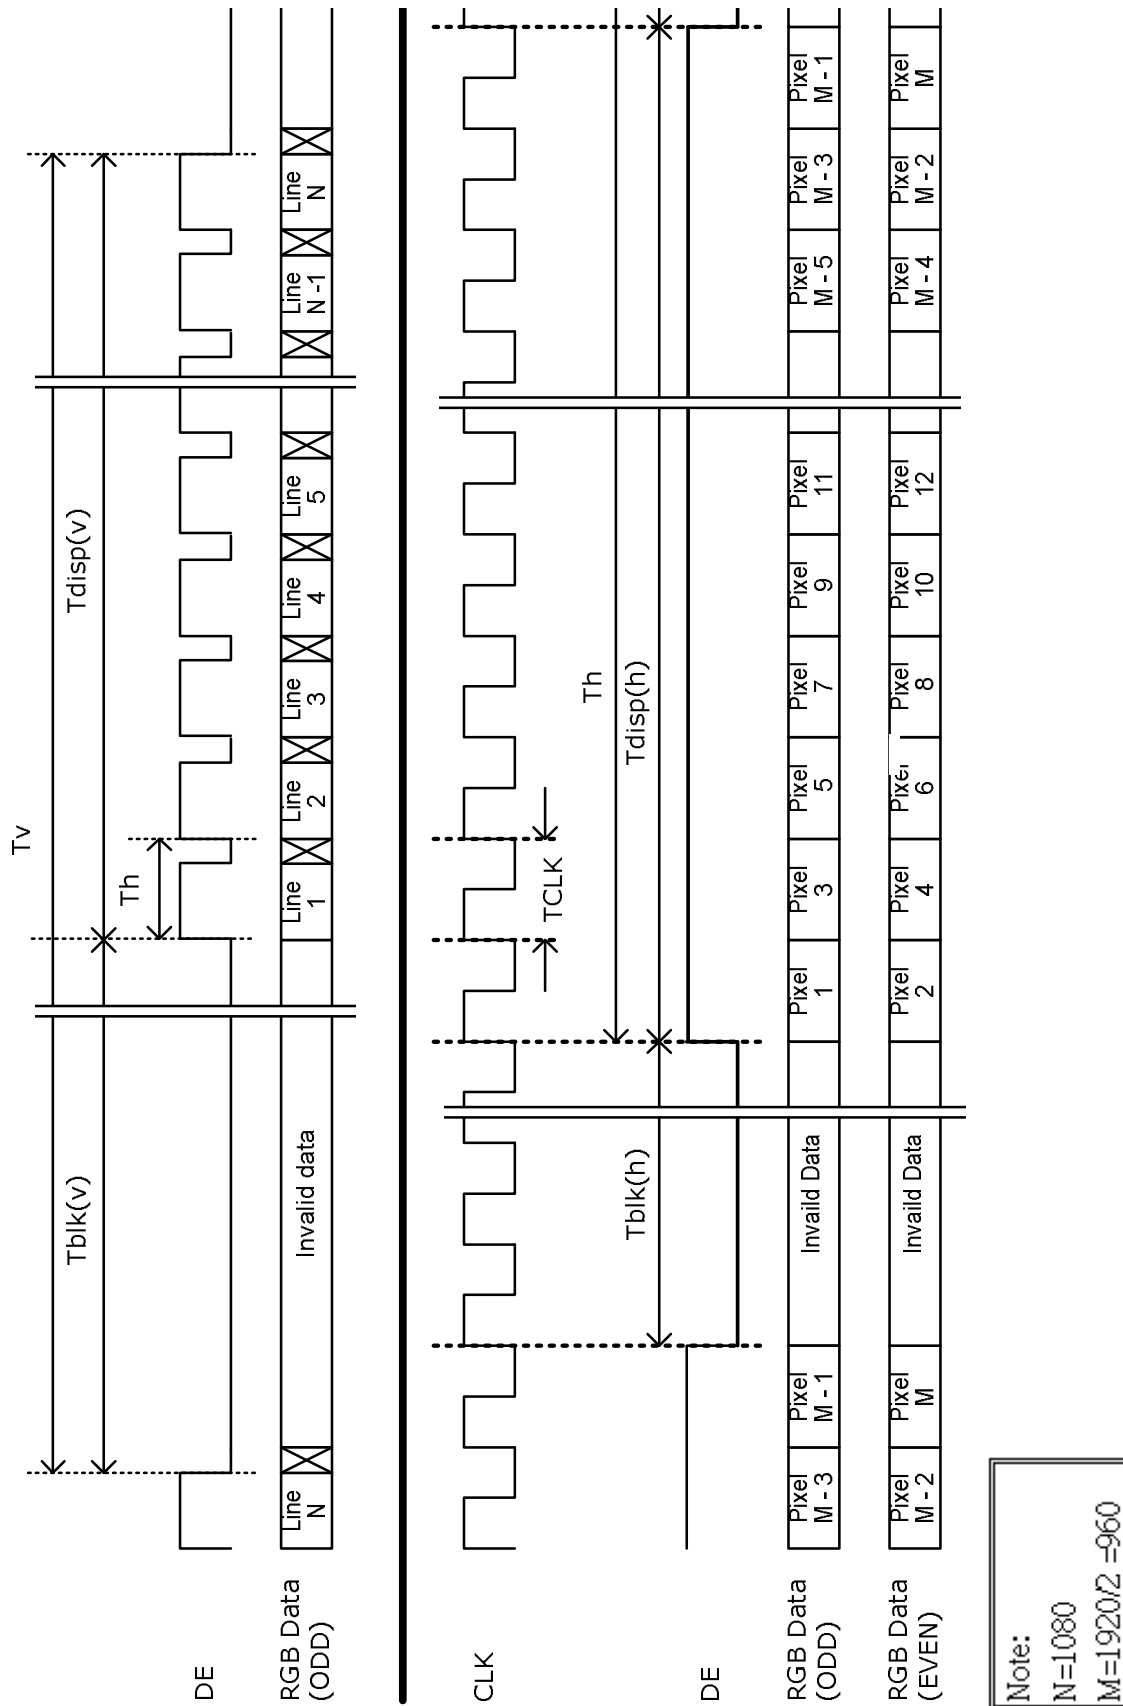 Tv
Tblk(v)
Tdisp(v)
Th
DE
RGB Data
(ODD)
Line
N
Invalid data
Line
1
Line
2
Line
3
Line
4
Line
5
Line
N-1
Line
N
CLK
TCLK
Th
Tblk(h)
Tdisp(h)
DE
RGB Data
(ODD)
Pixel
M - 3
Pixel
M - 1
Invaild Data
Pixel
1
Pixel
3
Pixel
5
Pixel
7
Pixel
9
Pixel
11
Pixel
M - 5
Pixel
M - 3
Pixel
M - 1
RGB Data
(EVEN)
Pixel
M - 2
Pixel
M
Invaild Data
Pixel
2
Pixel
4
Pixel
6
Pixel
8
Pixel
10
Pixel
12
Pixel
M - 4
Pixel
M - 2
Pixel
M
Note:
N=1080
M=1920/2 =960